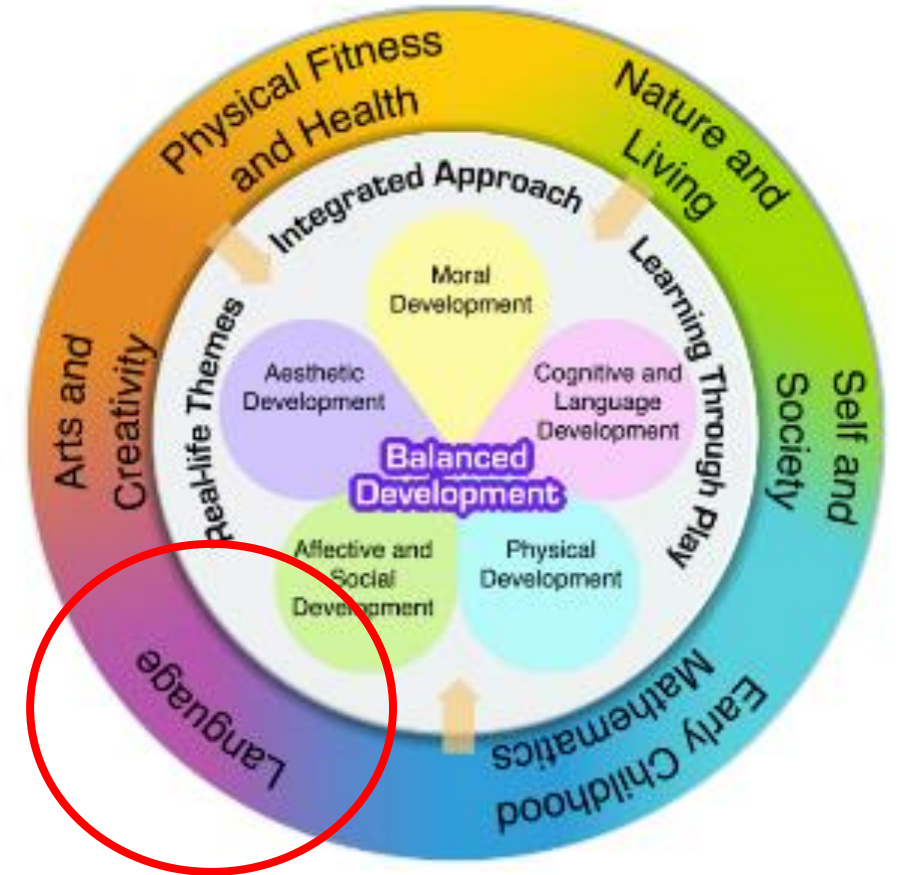 Physical Fitness
and Health
Nature and
Living
Self and
Society
Early Childhood
Mathematics
Language
Arts and
Creativity
Integrated Approach
Learning Through Play
Real-life Themes
Moral
Development
Cognitive and
Language
Development
Physical
Development
Affective and
Social
Development
Aesthetic
Development
Balanced
Development